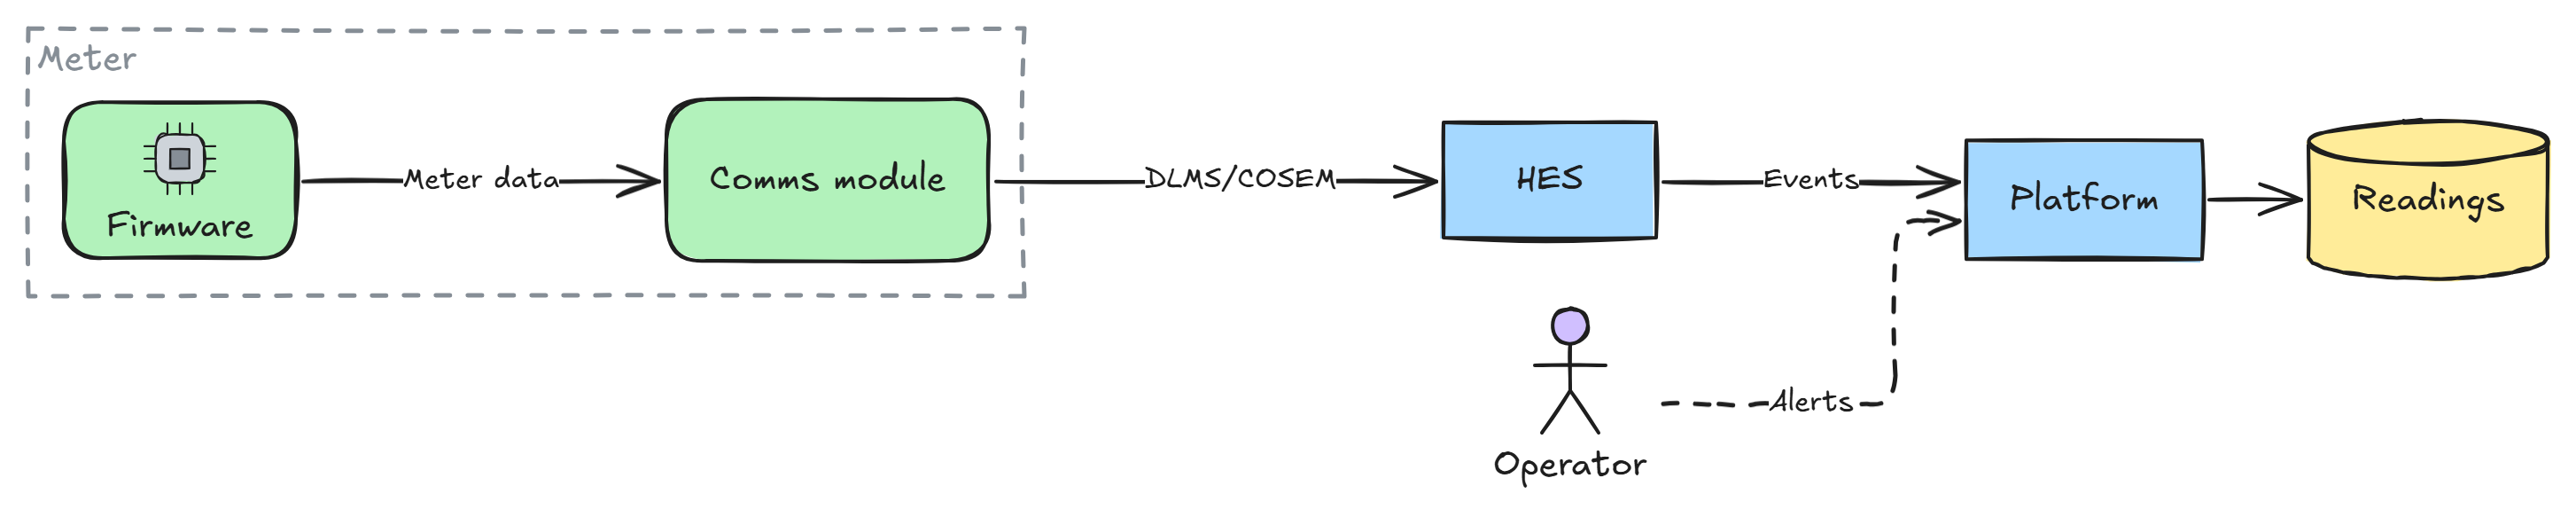 Meter
Firmware
Meter data
Comms module
DLMS/COSEM
HES
Events
Platform
Readings
Alerts
Operator